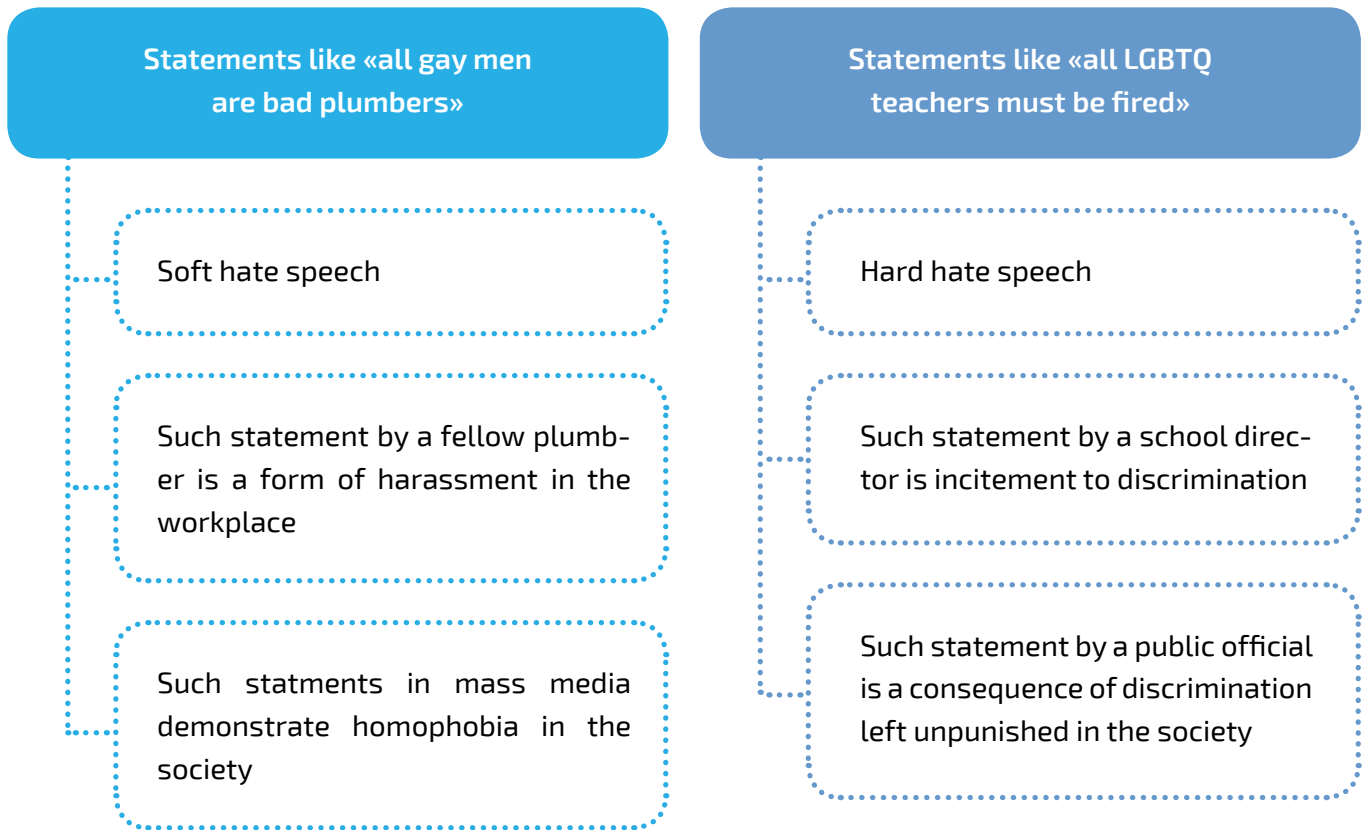 Statements like «all gay men
are bad plumbers»
Soft hate speech
Such statement by a fellow plumb-
er is a form of harassment in the
workplace
Such statments in mass media
demonstrate homophobia in the
society
Statements like «all LGBTQ
teachers must be fired»
Hard hate speech
Such statement by a school direc-
tor is incitement to discrimination
Such statement by a public official
is a consequence of discrimination
left unpunished in the society